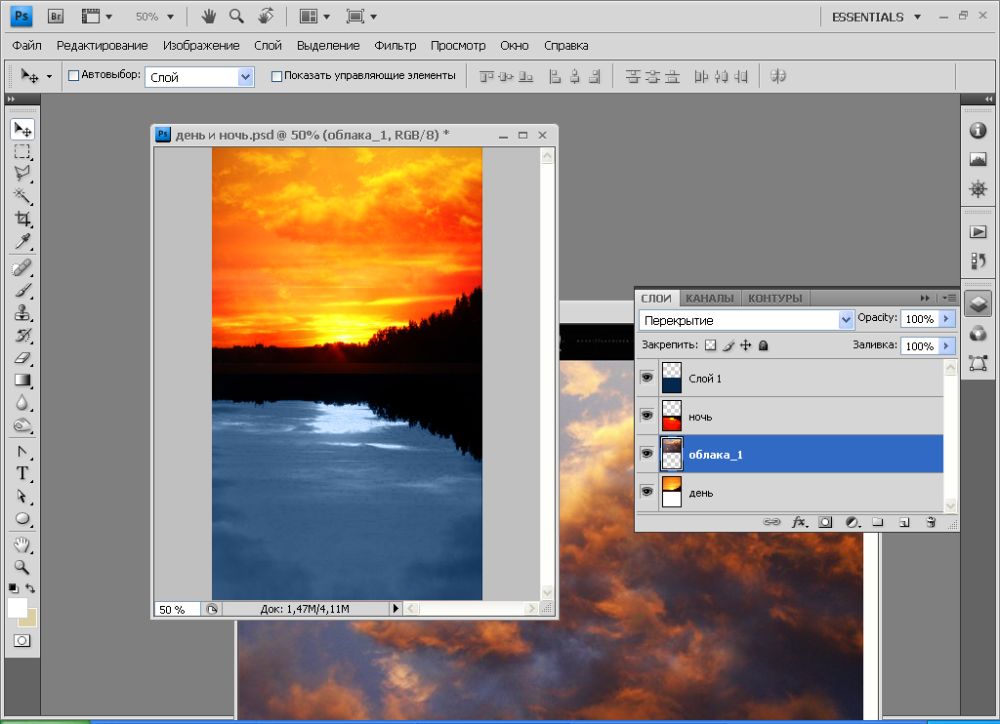 Ps Br 50% ESSENTIALS
Файл Редактирование Изображение Слой Выделение Фильтр Просмотр Окно Справка
Автовыбор: Слой Показать управляющие элементы
Ps день и ночь.psd @ 50% (облака_1, RGB/8) *
СЛОИ КАНАЛЫ КОНТУРЫ
Перекрытие Opacity: 100%
Закрепить: Заливка: 100%
Слой 1
ночь
облака_1
день
50 % Док: 1,47M/4,11M